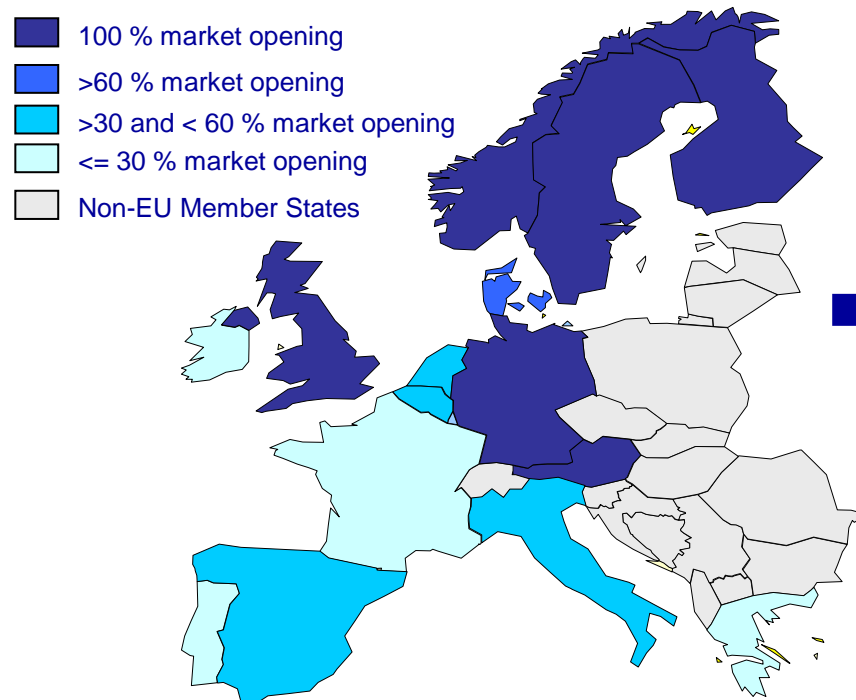 100 % market opening
>60 % market opening
>30 and < 60 % market opening
<= 30 % market opening
Non-EU Member States